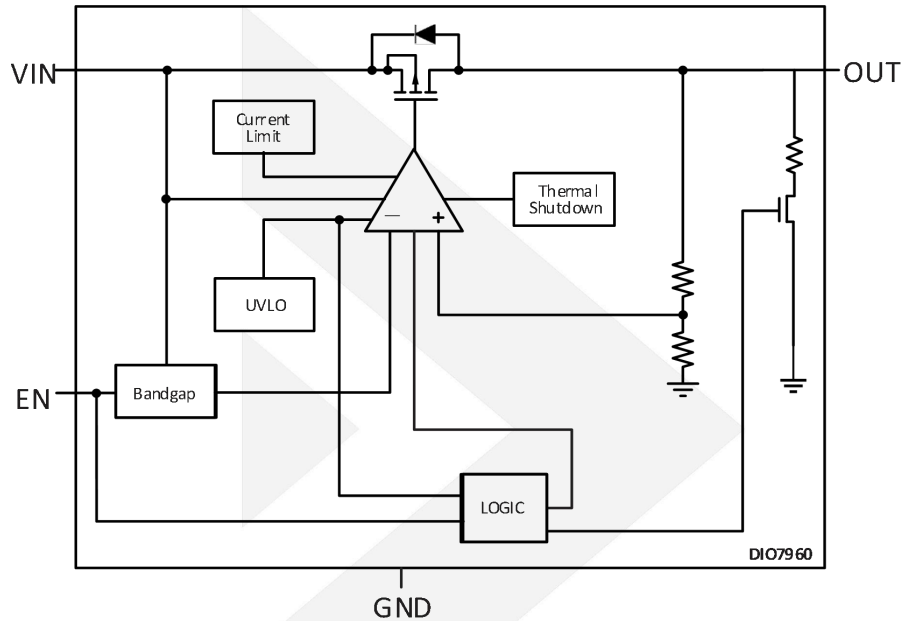 VIN
OUT
Current
Limit
Thermal
Shutdown
— +
UVLO
EN
Bandgap
LOGIC
DIO7960
GND